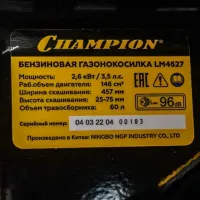 CHAMPION
БЕНЗИНОВАЯ ГАЗОНОКОСИЛКА LM4627
Мощность: 2,6 кВт / 3,5 л.с.
Раб.объем двигателя: 146 см³
Ширина скашивания: 457 мм
Высота скашивания: 25-75 мм
Объем травосборника: 60 л
EAC
96dB
Серийный номер: 04 03 22 04 00183
Произведено в Китае: NINGBO NGP INDUSTRY CO., LTD